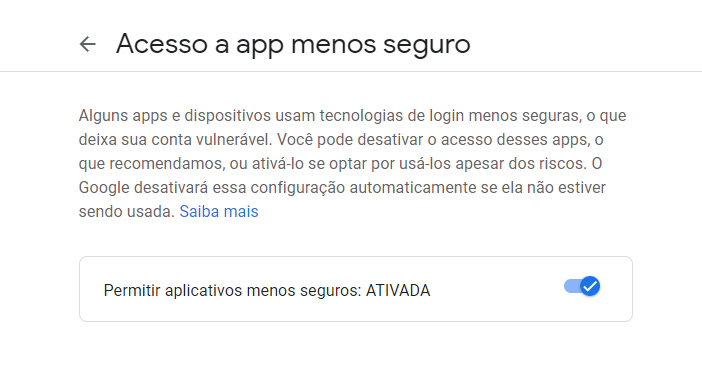 Acesso a app menos seguro
Alguns apps e dispositivos usam tecnologias de login menos seguras, o que
deixa sua conta vulnerável. Você pode desativar o acesso desses apps, o
que recomendamos, ou ativá-lo se optar por usá-los apesar dos riscos. O
Google desativará essa configuração automaticamente se ela não estiver
sendo usada. Saiba mais
Permitir aplicativos menos seguros: ATIVADA